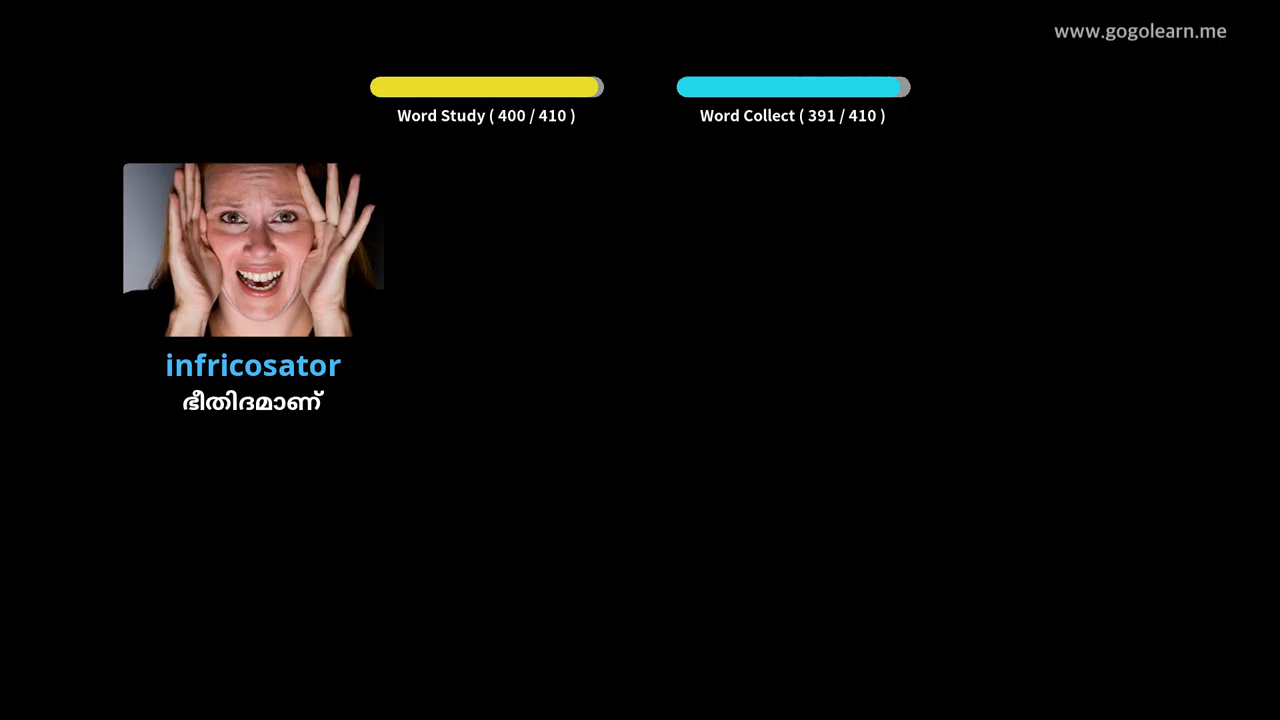 www.gogolearn.me
Word Study ( 400 / 410 )
Word Collect ( 391 / 410 )
infricosator
ഭീതിദമാണ്